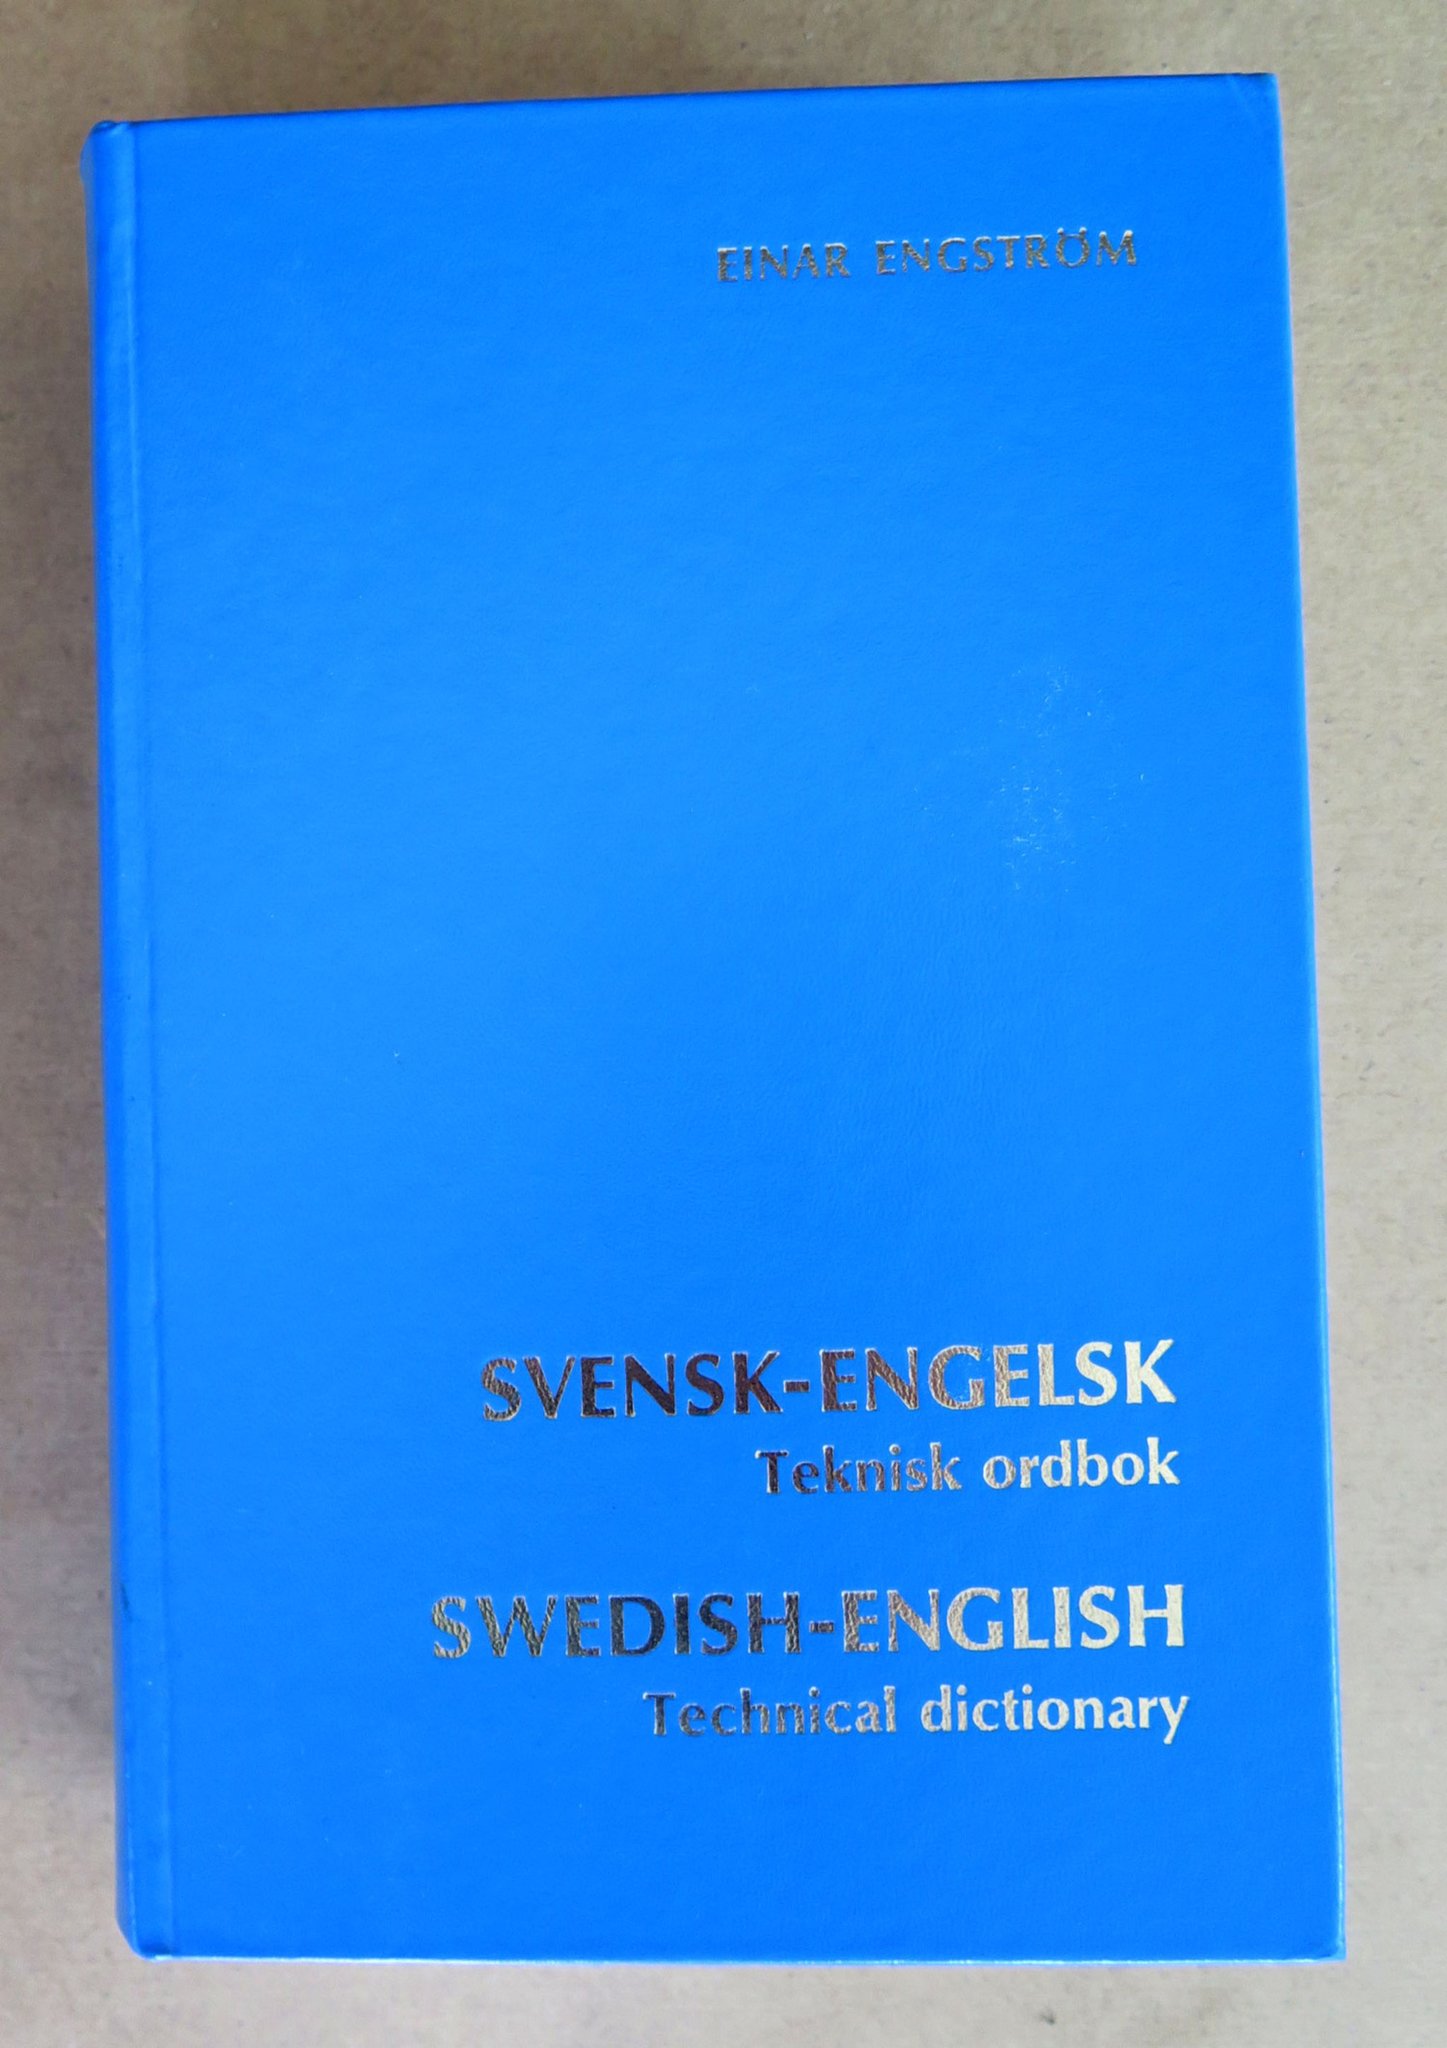 EINAR ENGSTRÖM
SVENSK-ENGELSK
Teknisk ordbok
SWEDISH-ENGLISH
Technical dictionary